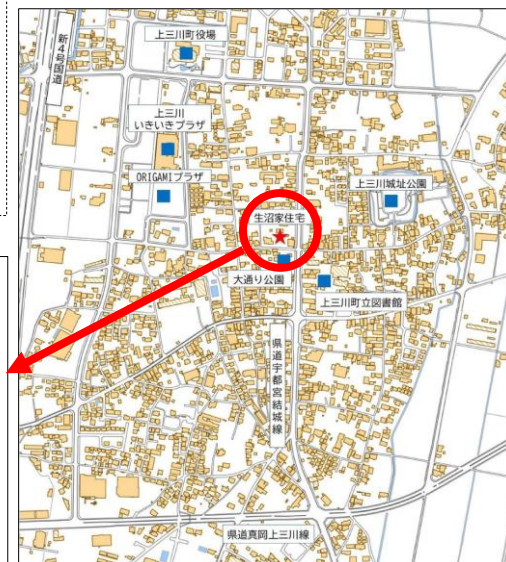 上三川町役場
新4号国道
上三川
いきいきプラザ
ORIGAMIプラザ
上三川城址公園
生沼家住宅
大通り公園
上三川町立図書館
県道宇都宮結城線
県道真岡上三川線